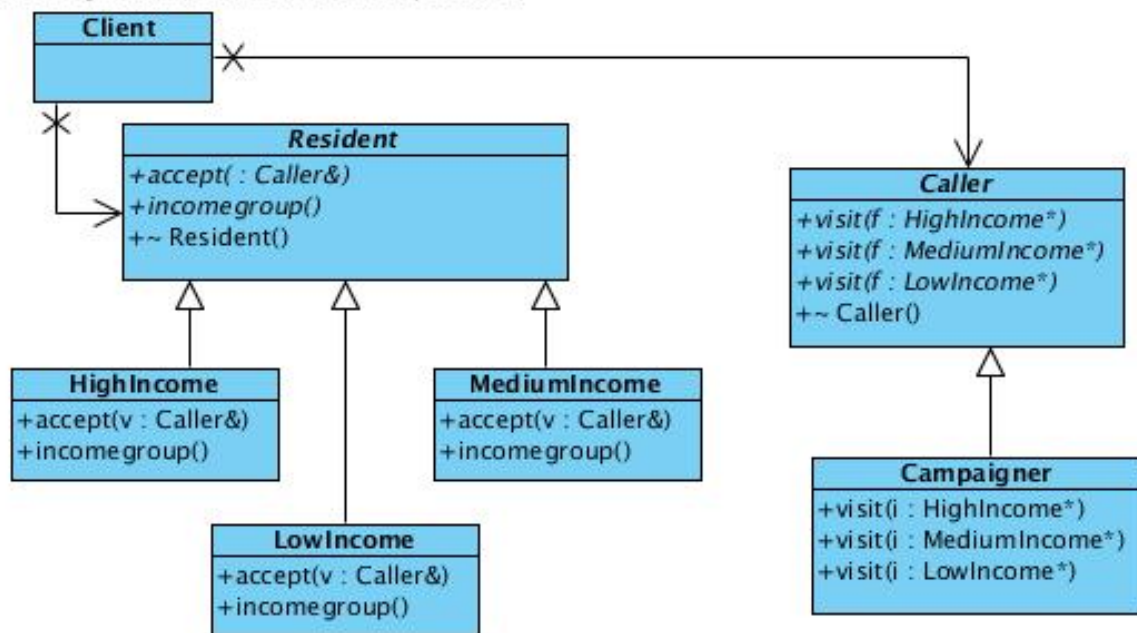 Client
Resident
+accept( : Caller&)
+incomegroup()
+~ Resident()
Caller
+visit(f : HighIncome*)
+visit(f : MediumIncome*)
+visit(f : LowIncome*)
+~ Caller()
HighIncome
+accept(v : Caller&)
+incomegroup()
MediumIncome
+accept(v : Caller&)
+incomegroup()
LowIncome
+accept(v : Caller&)
+incomegroup()
Campaigner
+visit(i : HighIncome*)
+visit(i : MediumIncome*)
+visit(i : LowIncome*)